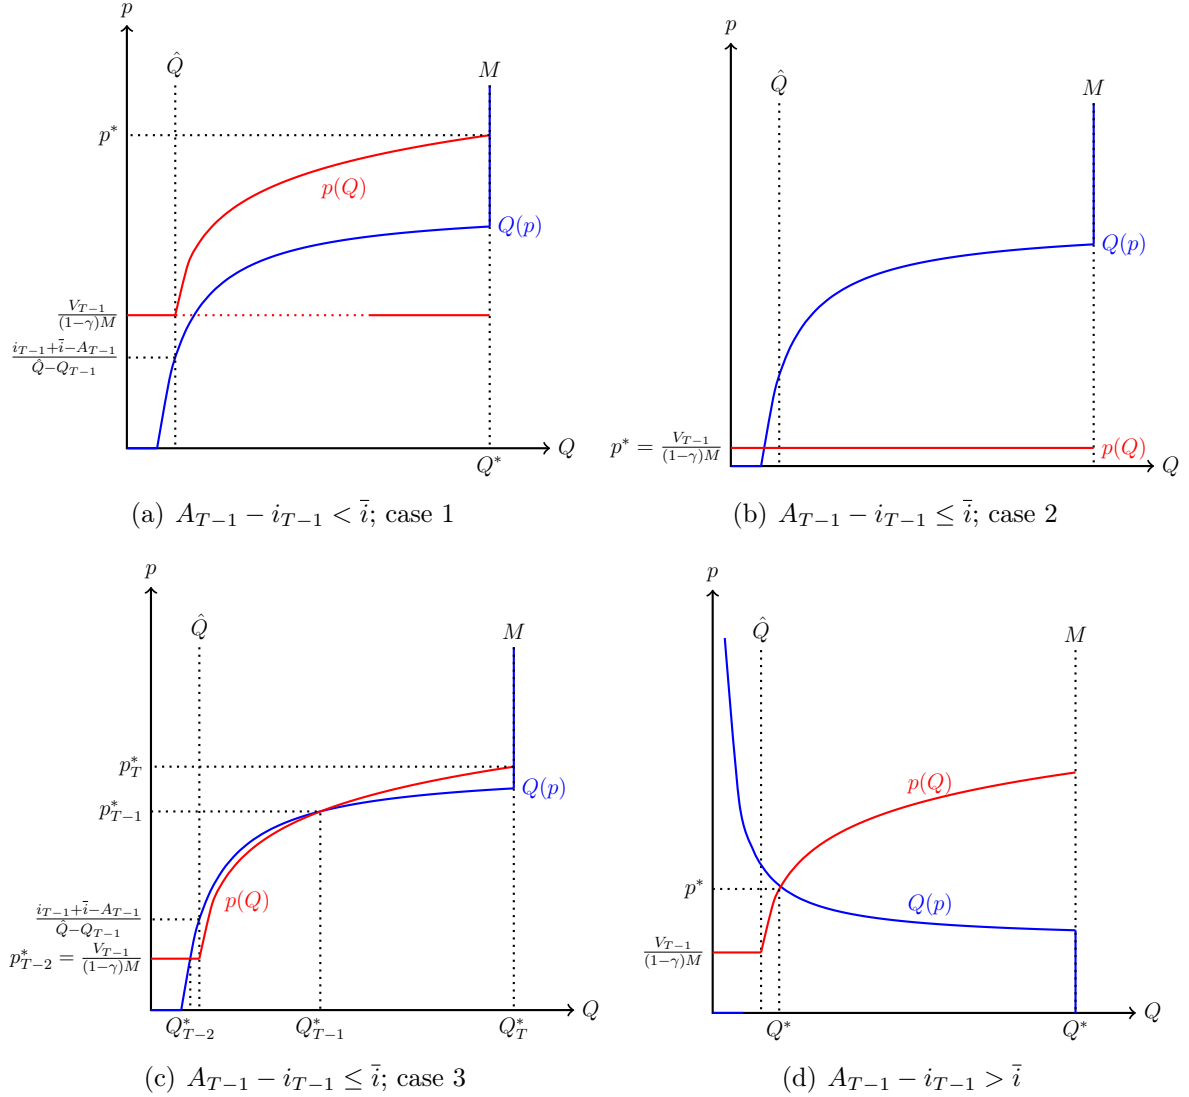 p
Q̂
M
p*
p(Q)
Q(p)
V_{T−1}/(1−γ)M
(i_{T−1}+i̅−A_{T−1})/(Q̂−Q_{T−1})
Q
Q*
(a) A_{T−1} − i_{T−1} < i̅; case 1
p
Q̂
M
Q(p)
p* = V_{T−1}/(1−γ)M
p(Q)
Q
(b) A_{T−1} − i_{T−1} ≤ i̅; case 2
p
Q̂
M
p*_T
Q(p)
p*_{T−1}
p(Q)
(i_{T−1}+i̅−A_{T−1})/(Q̂−Q_{T−1})
p*_{T−2} = V_{T−1}/(1−γ)M
Q
Q*_{T−2} Q*_{T−1} Q*_T
(c) A_{T−1} − i_{T−1} ≤ i̅; case 3
p
Q̂
M
p(Q)
p*
Q(p)
V_{T−1}/(1−γ)M
Q
Q* Q*
(d) A_{T−1} − i_{T−1} > i̅